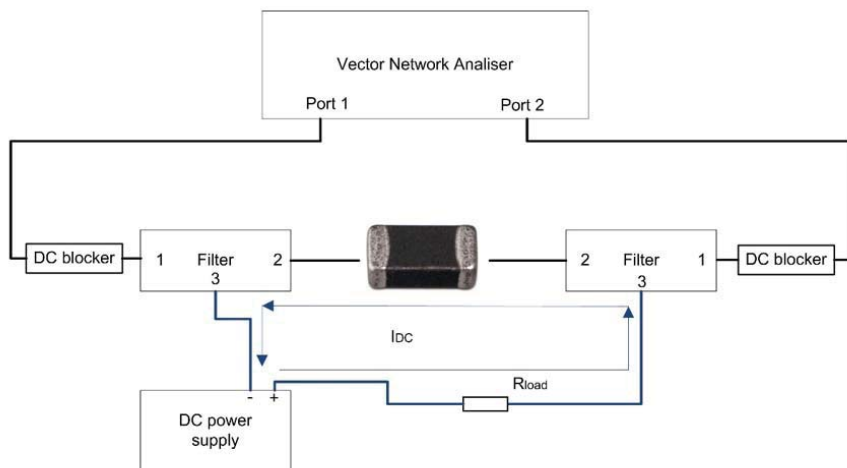 Vector Network Analiser
Port 1
Port 2
DC blocker
1
Filter
2
3
2
Filter
1
3
DC blocker
IDC
- +
Rload
DC power
supply